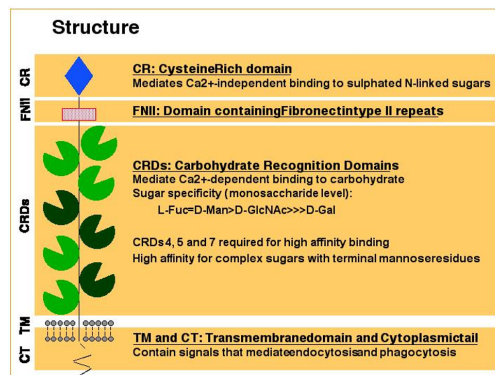 Structure
CR
CR: CysteineRich domain
Mediates Ca2+-independent binding to sulphated N-linked sugars
FNII
FNII: Domain containingFibronectintype II repeats
CRDs
CRDs: Carbohydrate Recognition Domains
Mediate Ca2+-dependent binding to carbohydrate
Sugar specificity (monosaccharide level):
L-Fuc=D-Man>D-GlcNAc>>>D-Gal
CRDs4, 5 and 7 required for high affinity binding
High affinity for complex sugars with terminal mannoseresidues
TM
CT
TM and CT: Transmembranedomain and Cytoplasmictail
Contain signals that mediateendocytosisand phagocytosis